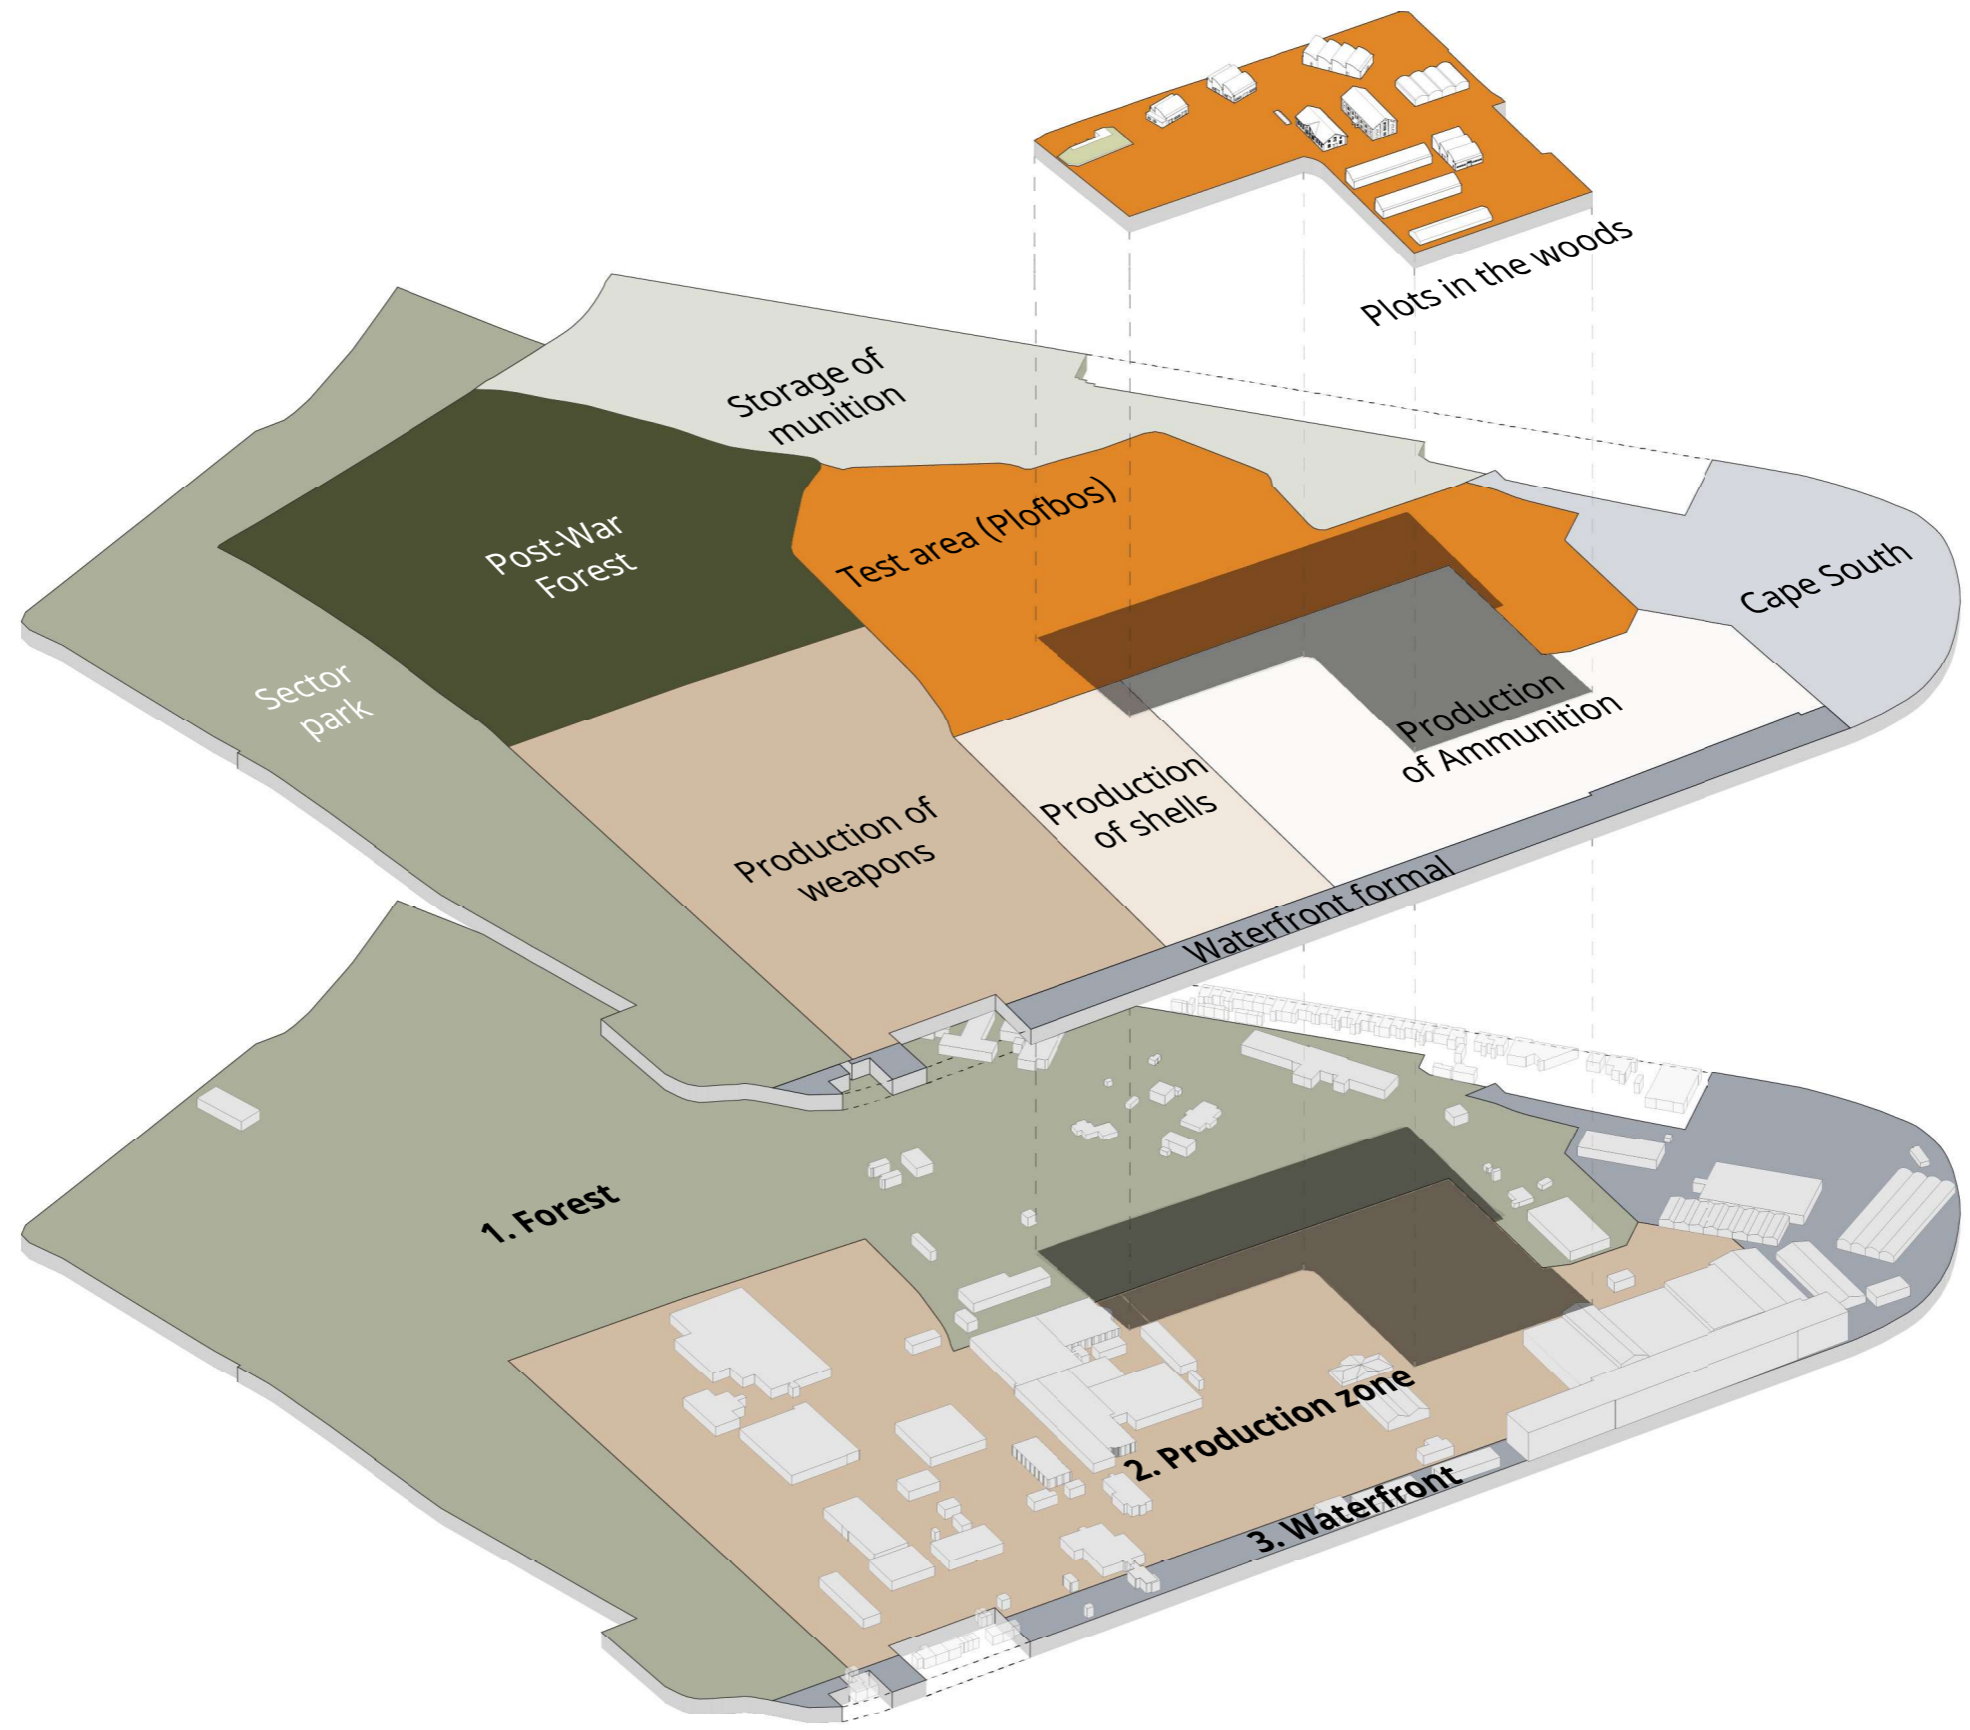 Plots in the woods
Storage of
munition
Post-War
Forest
Test area (Plofbos)
Cape South
Sector
park
Production
of Ammunition
Production
of shells
Production of
weapons
Waterfront formal
1. Forest
2. Production zone
3. Waterfront